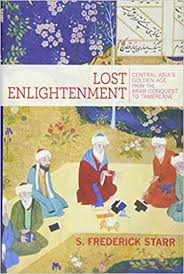 LOST
ENLIGHTENMENT
CENTRAL ASIA'S
GOLDEN AGE
FROM THE
ARAB CONQUEST
TO TAMERLANE
S. FREDERICK STARR